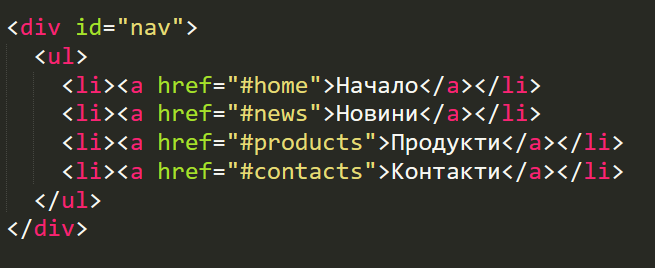 <div id="nav">
  <ul>
    <li><a href="#home">Начало</a></li>
    <li><a href="#news">Новини</a></li>
    <li><a href="#products">Продукти</a></li>
    <li><a href="#contacts">Контакти</a></li>
  </ul>
</div>